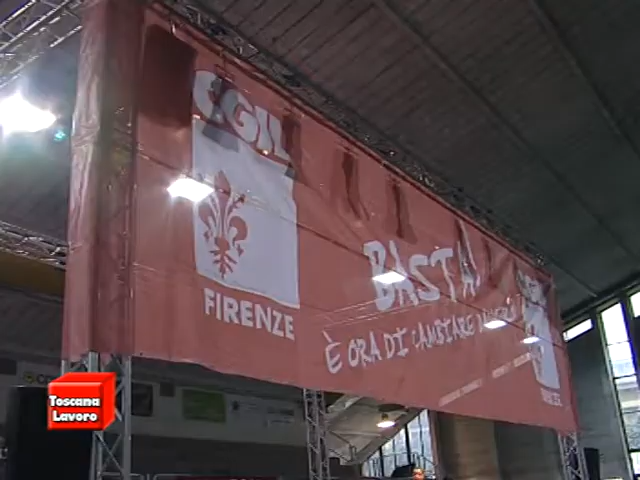 CGIL
FIRENZE
BASTA!
È ORA DI CAMBIARE
Toscana
Lavoro